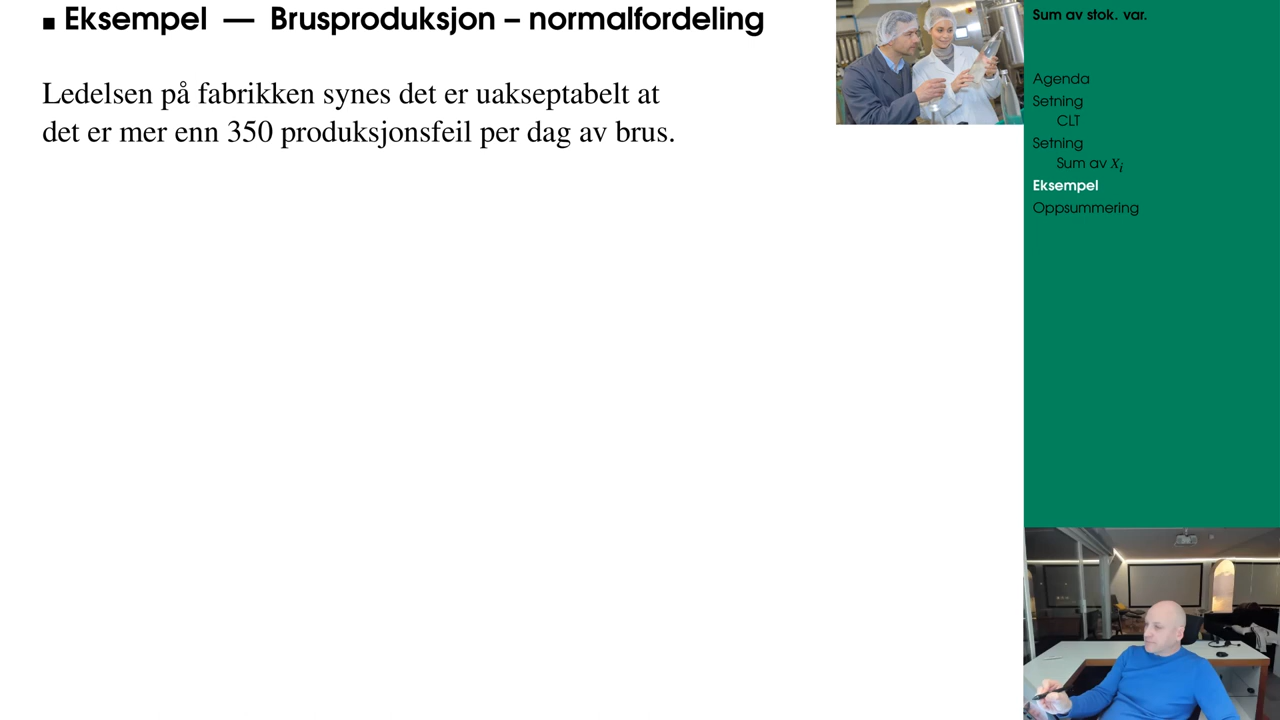 Eksempel — Brusproduksjon – normalfordeling
Ledelsen på fabrikken synes det er uakseptabelt at
det er mer enn 350 produksjonsfeil per dag av brus.
Sum av stok. var.
Agenda
Setning
CLT
Setning
Sum av Xi
Eksempel
Oppsummering